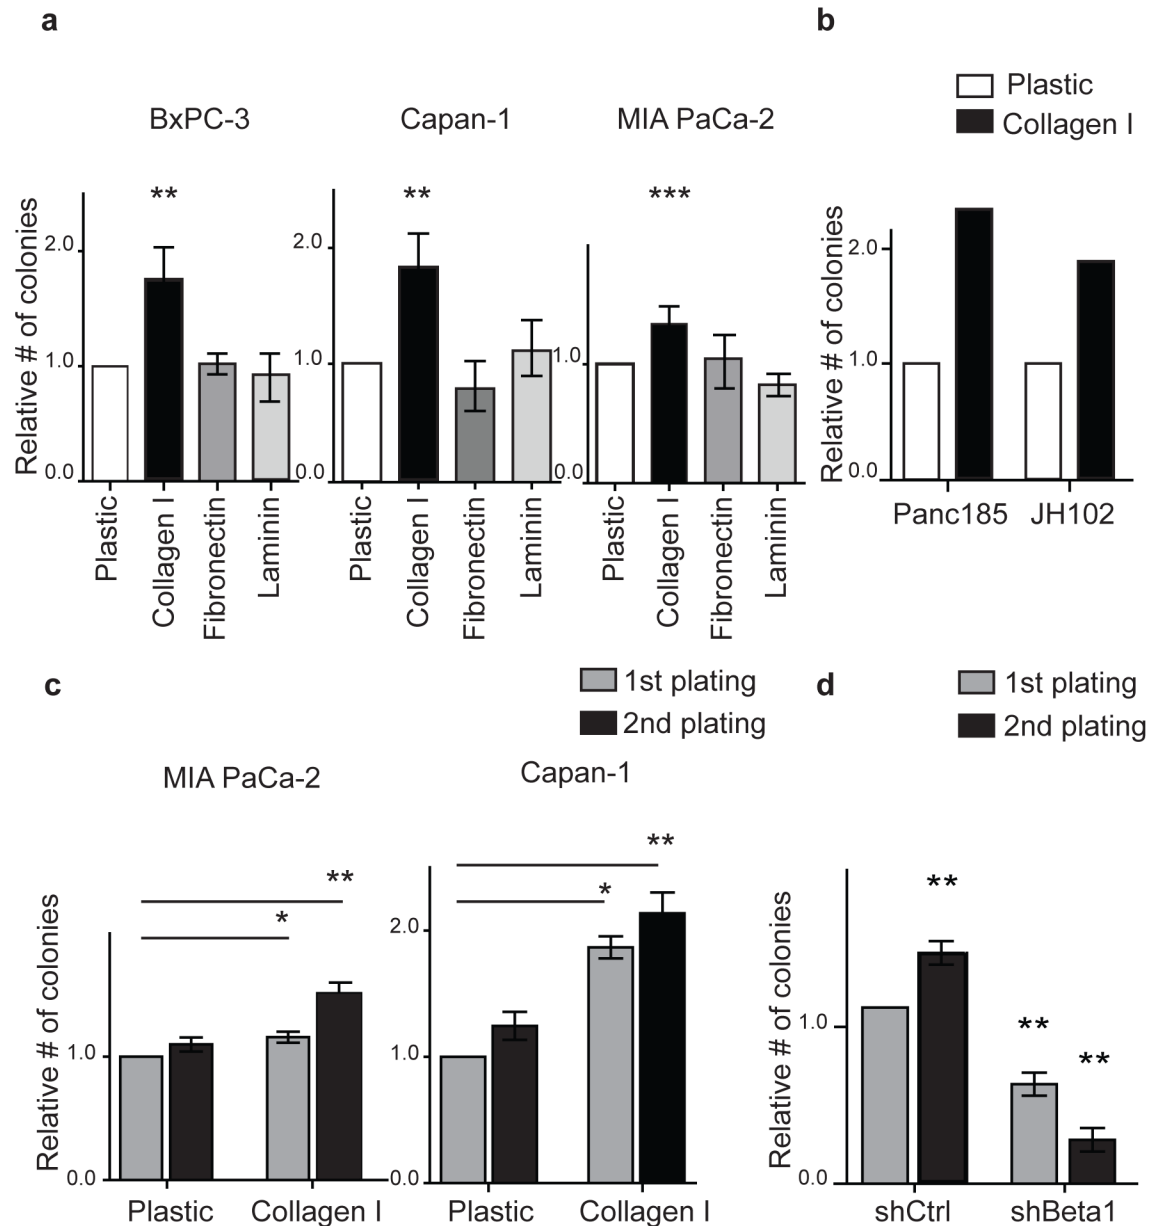 a
b
Plastic
Collagen I
BxPC-3
Capan-1
MIA PaCa-2
**
**
***
Relative # of colonies
2.0
1.0
0.0
2.0
1.0
0.0
1.0
0.0
Relative # of colonies
2.0
1.0
0.0
Plastic
Collagen I
Fibronectin
Laminin
Plastic
Collagen I
Fibronectin
Laminin
Plastic
Collagen I
Fibronectin
Laminin
Panc185
JH102
c
1st plating
2nd plating
d
1st plating
2nd plating
MIA PaCa-2
Capan-1
**
*
**
*
**
**
**
Relative # of colonies
1.0
0.0
2.0
1.0
0.0
Relative # of colonies
1.0
0.0
Plastic
Collagen I
Plastic
Collagen I
shCtrl
shBeta1